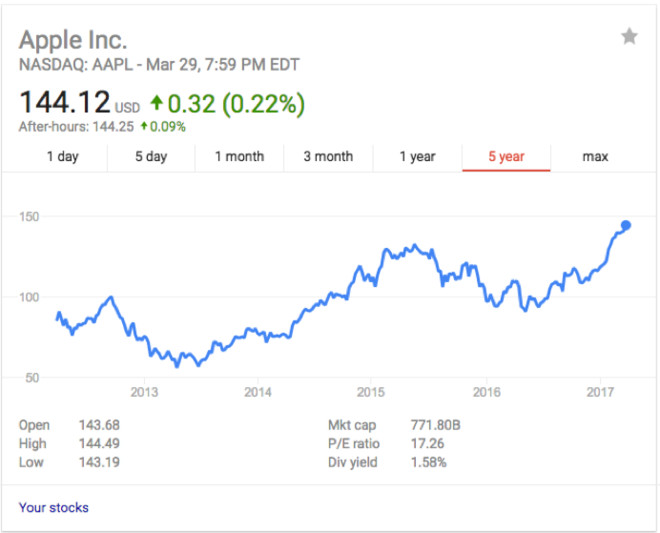 Apple Inc.
NASDAQ: AAPL - Mar 29, 7:59 PM EDT
144.12 USD 0.32 (0.22%)
After-hours: 144.25 0.09%
1 day 5 day 1 month 3 month 1 year 5 year max
150
100
50
2013 2014 2015 2016 2017
Open 143.68 Mkt cap 771.80B
High 144.49 P/E ratio 17.26
Low 143.19 Div yield 1.58%
Your stocks